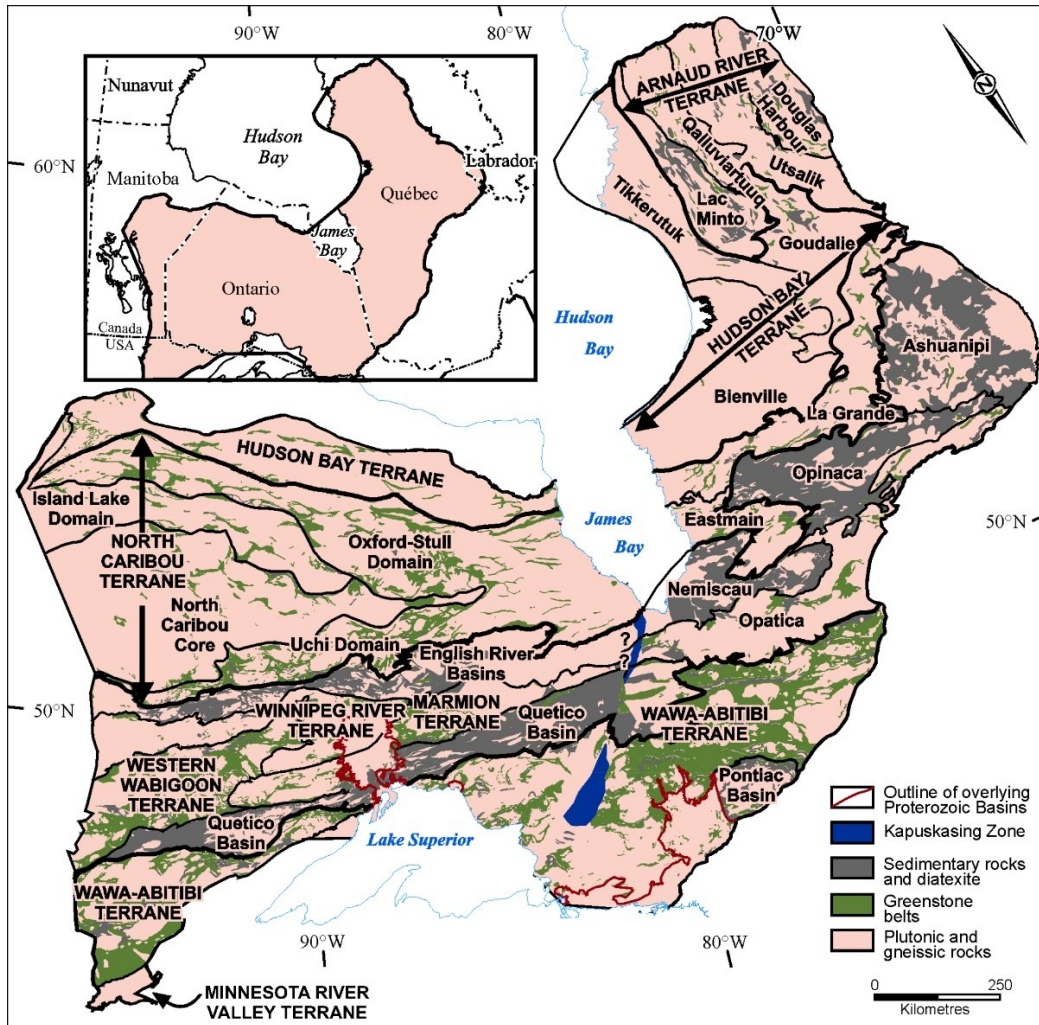 90°W
80°W
70°W
60°N
Nunavut
Hudson
Bay
Labrador
Manitoba
Québec
James
Bay
Ontario
Canada
USA
N
ARNAUD RIVER
TERRANE
Douglas
Harbour
Qalluviartuuq
Utsalik
Lac
Minto
Tikkerutuk
Goudalie
HUDSON BAY
TERRANE
?
Hudson
Bay
Ashuanipi
Bienville
La Grande
HUDSON BAY TERRANE
Opinaca
Island Lake
Domain
50°N
Eastmain
James
Bay
NORTH
CARIBOU
TERRANE
Oxford-Stull
Domain
Nemiscau
North
Caribou
Core
Opatica
Uchi Domain
English River
Basins
?
?
50°N
WINNIPEG RIVER
TERRANE
MARMION
TERRANE
Quetico
Basin
WAWA-ABITIBI
TERRANE
WESTERN
WABIGOON
TERRANE
Pontiac
Basin
Quetico
Basin
Lake Superior
WAWA-ABITIBI
TERRANE
90°W
80°W
MINNESOTA RIVER
VALLEY TERRANE
Outline of overlying
Proterozoic Basins
Kapuskasing Zone
Sedimentary rocks
and diatexite
Greenstone
belts
Plutonic and
gneissic rocks
0 250
Kilometres